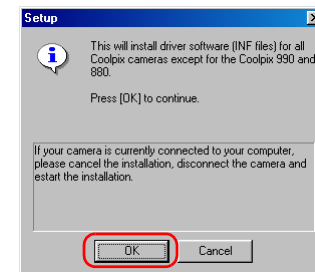 Setup
This will install driver software (INF files) for all
Coolpix cameras except for the Coolpix 990 and
880.
Press [OK] to continue.
If your camera is currently connected to your computer,
please cancel the installation, disconnect the camera and
estart the installation.
OK
Cancel